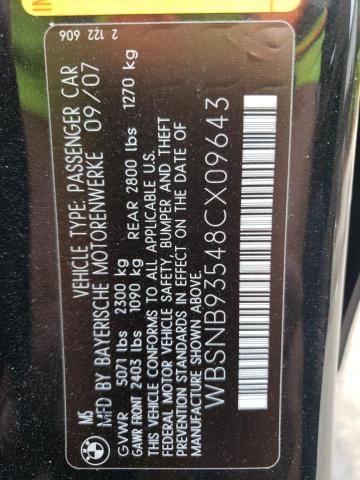 2 122 606
VEHICLE TYPE: PASSENGER CAR
MFD BY BAYERISCHE MOTORENWERKE 09/07
M5
GVWR 5071 lbs 2300 kg
GAWR FRONT 2403 lbs 1090 kg REAR 2800 lbs 1270 kg
THIS VEHICLE CONFORMS TO ALL APPLICABLE U.S.
FEDERAL MOTOR VEHICLE SAFETY, BUMPER AND THEFT
PREVENTION STANDARDS IN EFFECT ON THE DATE OF
MANUFACTURE SHOWN ABOVE.
WBSNB93548CX09643